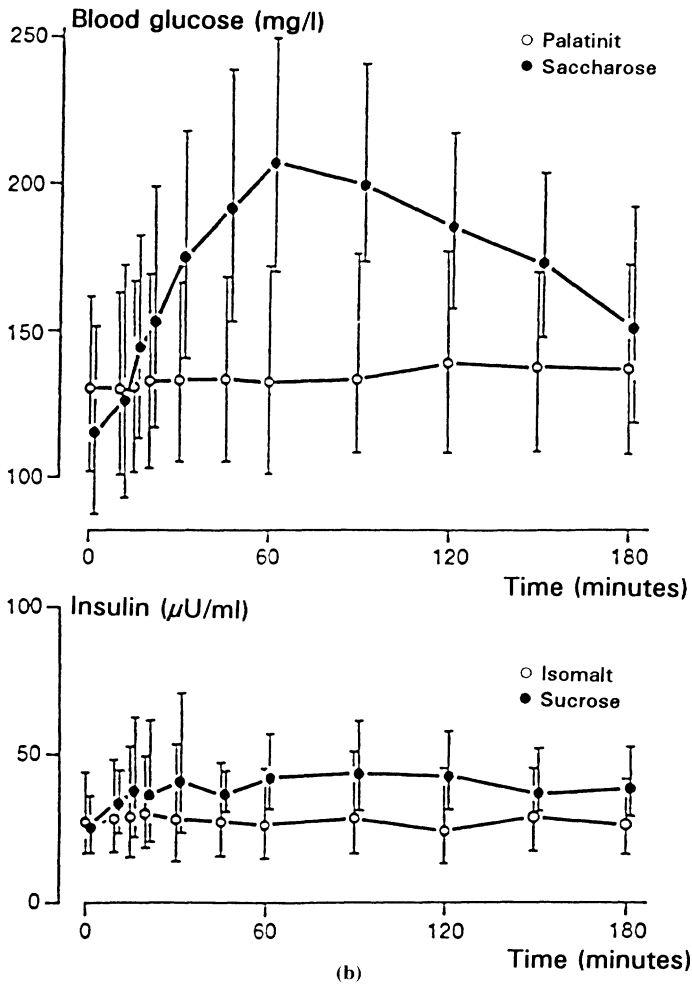 Blood glucose (mg/l)
250
Palatinit
Saccharose
200
150
100
0 60 120 180
Time (minutes)
100
Insulin (μU/ml)
Isomalt
Sucrose
50
0
0 60 120 180
Time (minutes)
(b)